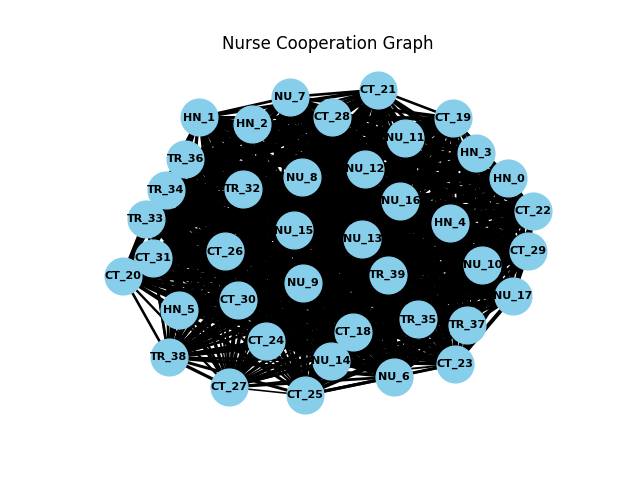 Nurse Cooperation Graph
CT_21
NU_7
HN_1
CT_28
CT_19
HN_2
NU_11
HN_3
TR_36
NU_12
NU_8
HN_0
TR_34
TR_32
NU_16
CT_22
TR_33
HN_4
NU_15
NU_13
CT_26
CT_29
CT_31
NU_10
CT_20
TR_39
NU_9
NU_17
CT_30
HN_5
TR_35
TR_37
CT_18
CT_24
TR_38
NU_14
CT_23
NU_6
CT_27
CT_25